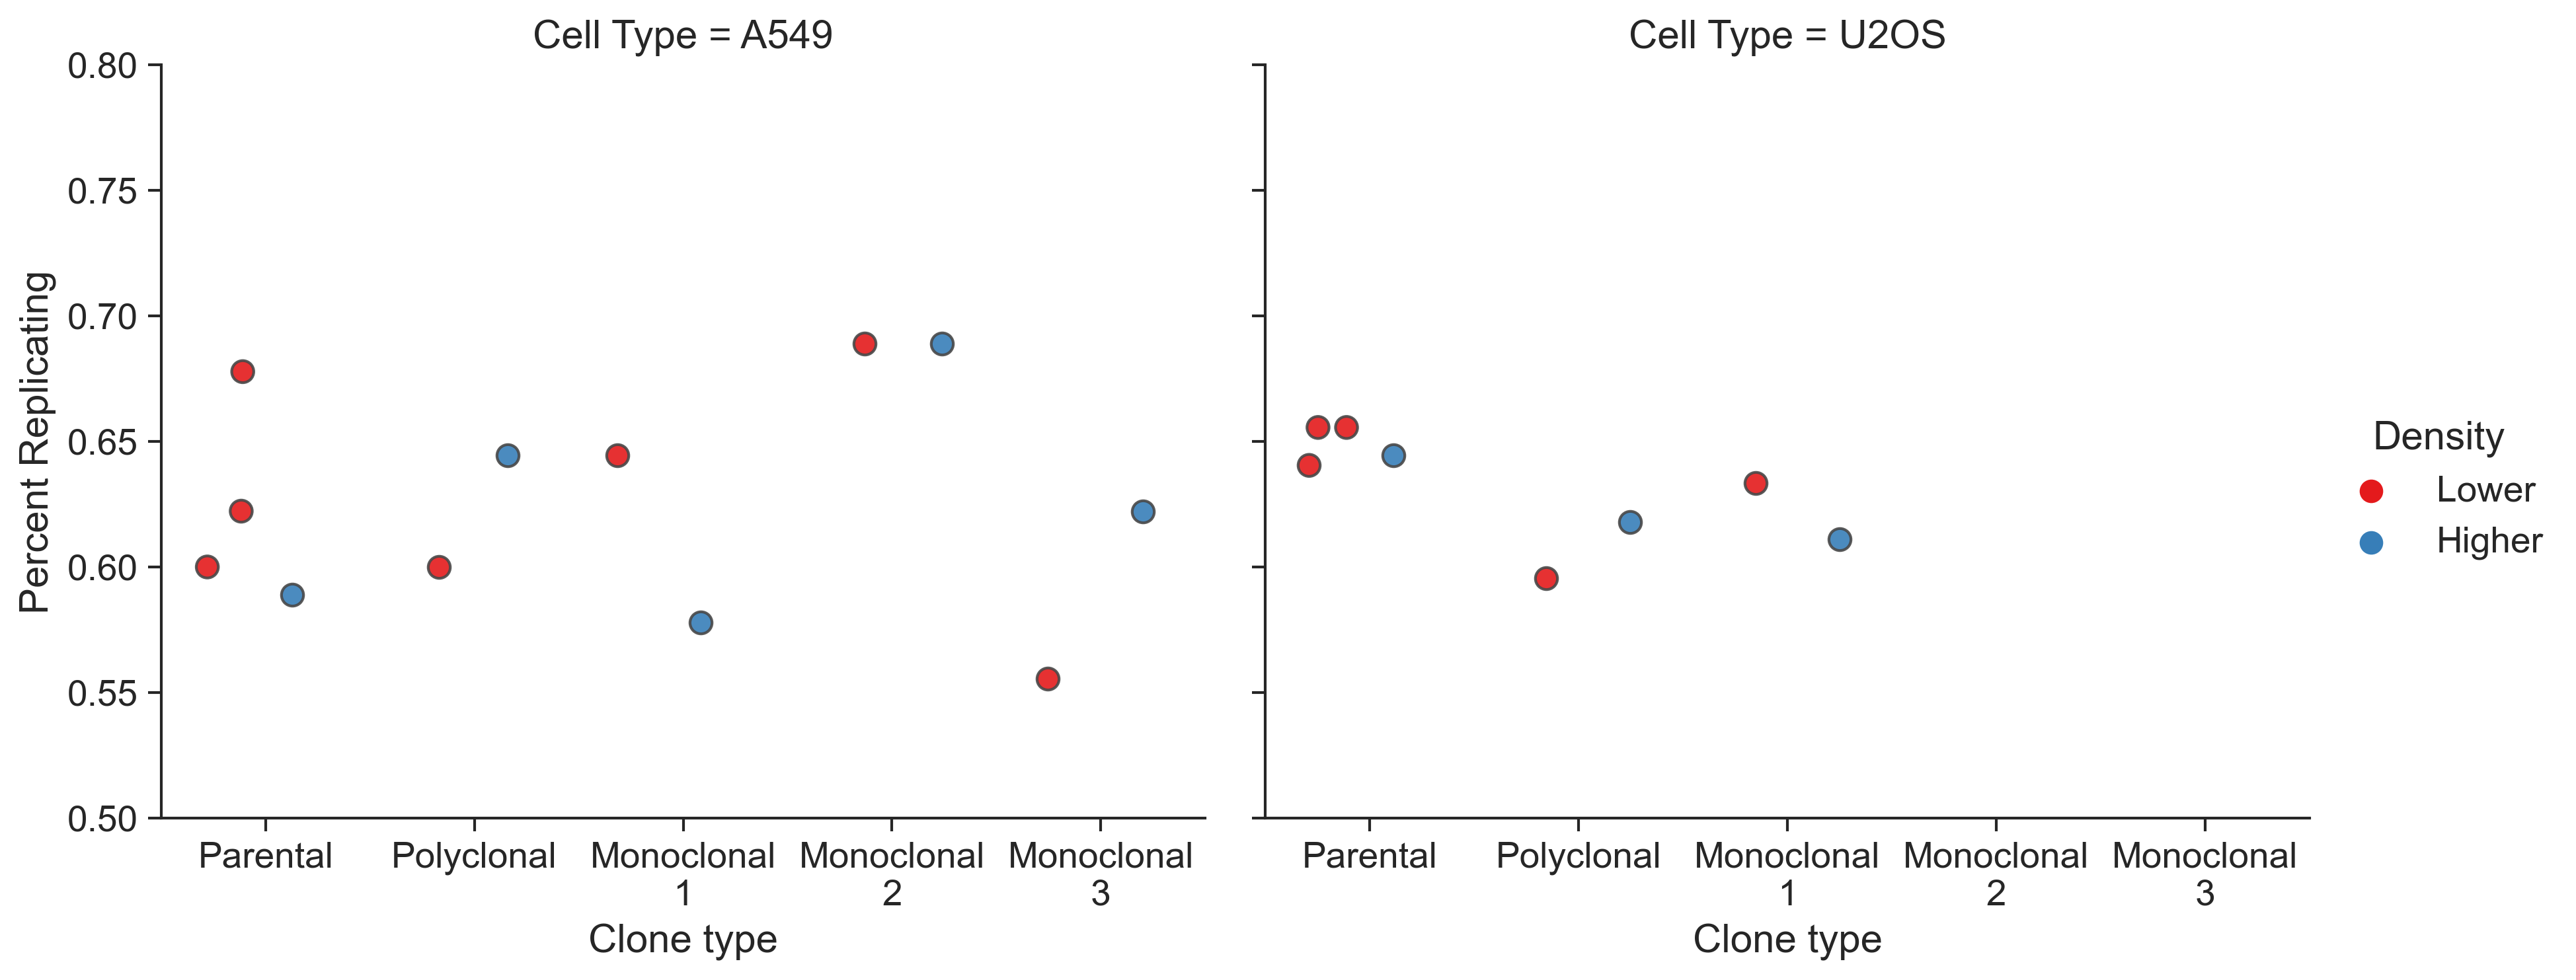 Cell Type = A549
Cell Type = U2OS
Percent Replicating
0.80
0.75
0.70
0.65
0.60
0.55
0.50
Parental
Polyclonal
Monoclonal
1
Monoclonal
2
Monoclonal
3
Clone type
Parental
Polyclonal
Monoclonal
1
Monoclonal
2
Monoclonal
3
Clone type
Density
Lower
Higher